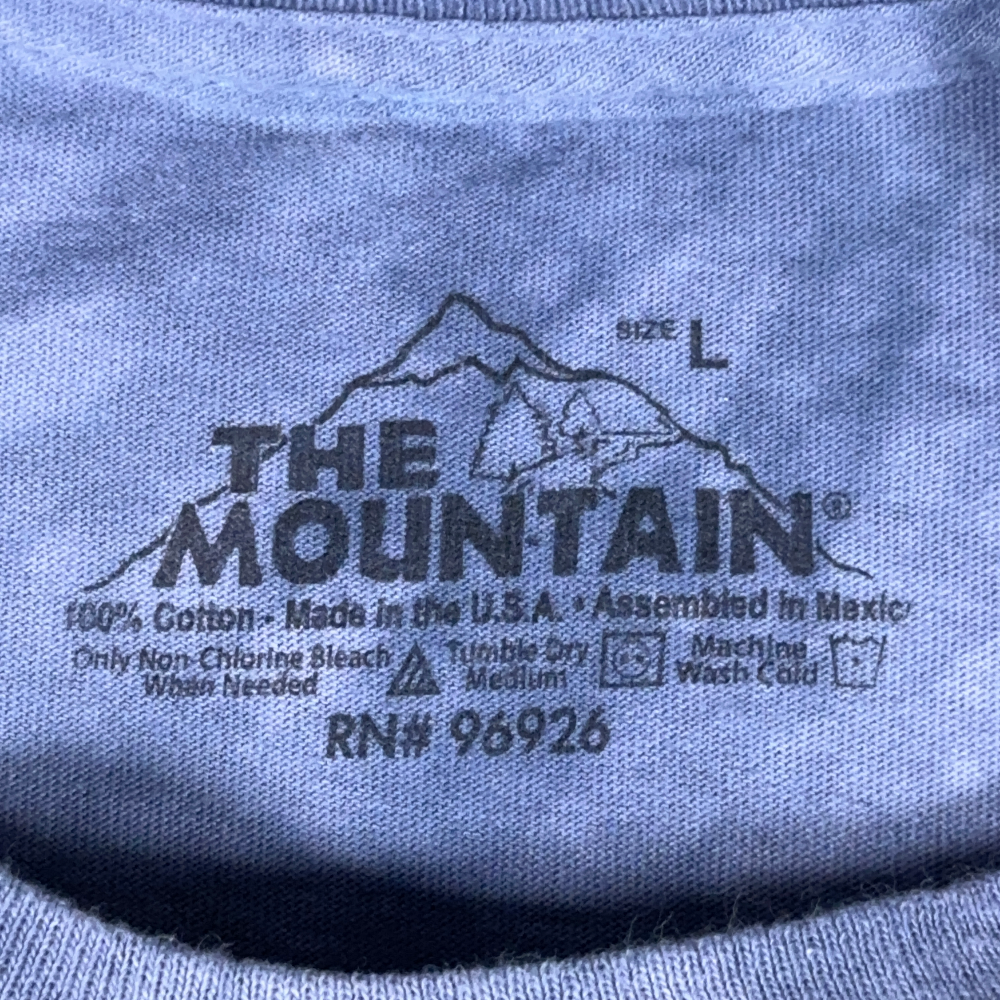 SIZE L
THE
MOUNTAIN®
100% Cotton - Made in the U.S.A. • Assembled in Mexico
Only Non-Chlorine Bleach
When Needed
Tumble Dry
Medium
Machine
Wash Cold
RN# 96926